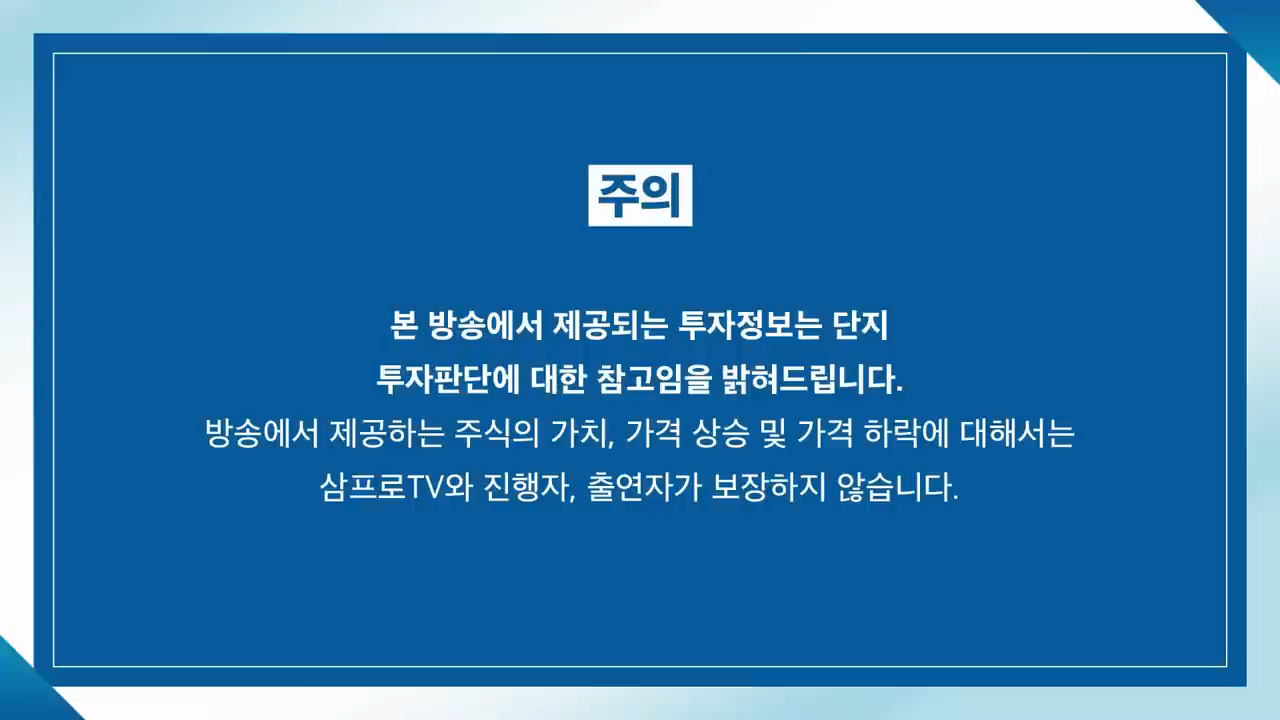 주의
본 방송에서 제공되는 투자정보는 단지
투자판단에 대한 참고임을 밝혀드립니다.
방송에서 제공하는 주식의 가치, 가격 상승 및 가격 하락에 대해서는
삼프로TV와 진행자, 출연자가 보장하지 않습니다.